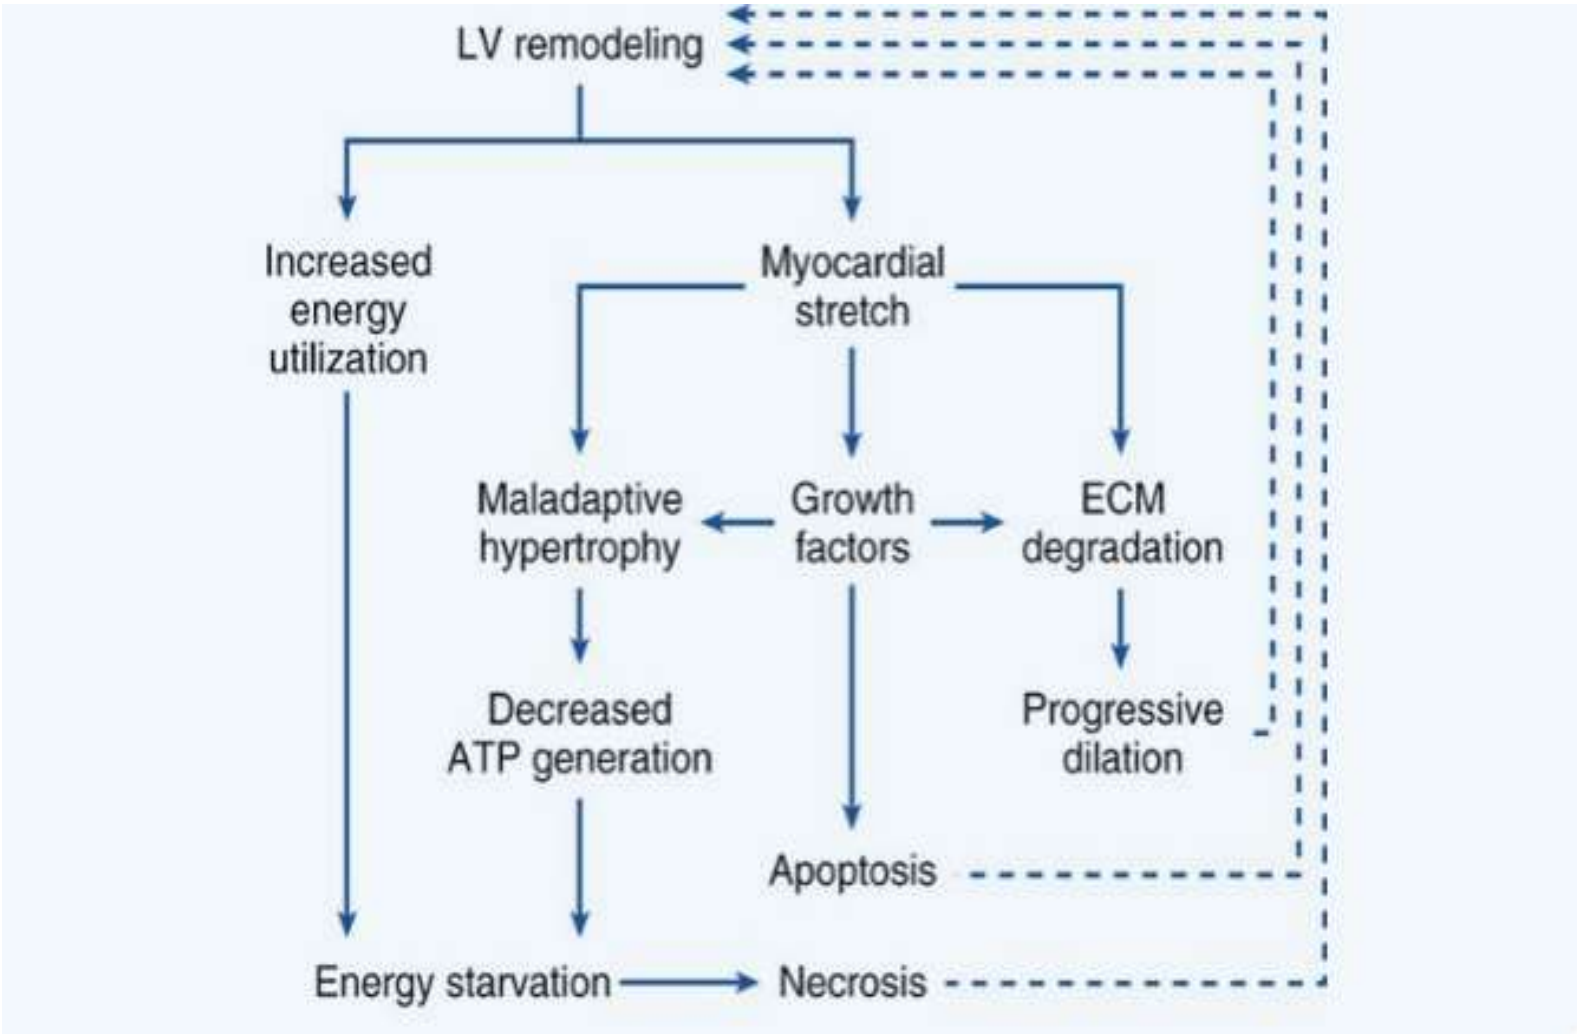 LV remodeling
Increased
energy
utilization
Myocardial
stretch
Maladaptive
hypertrophy
Growth
factors
ECM
degradation
Decreased
ATP generation
Progressive
dilation
Apoptosis
Energy starvation
Necrosis